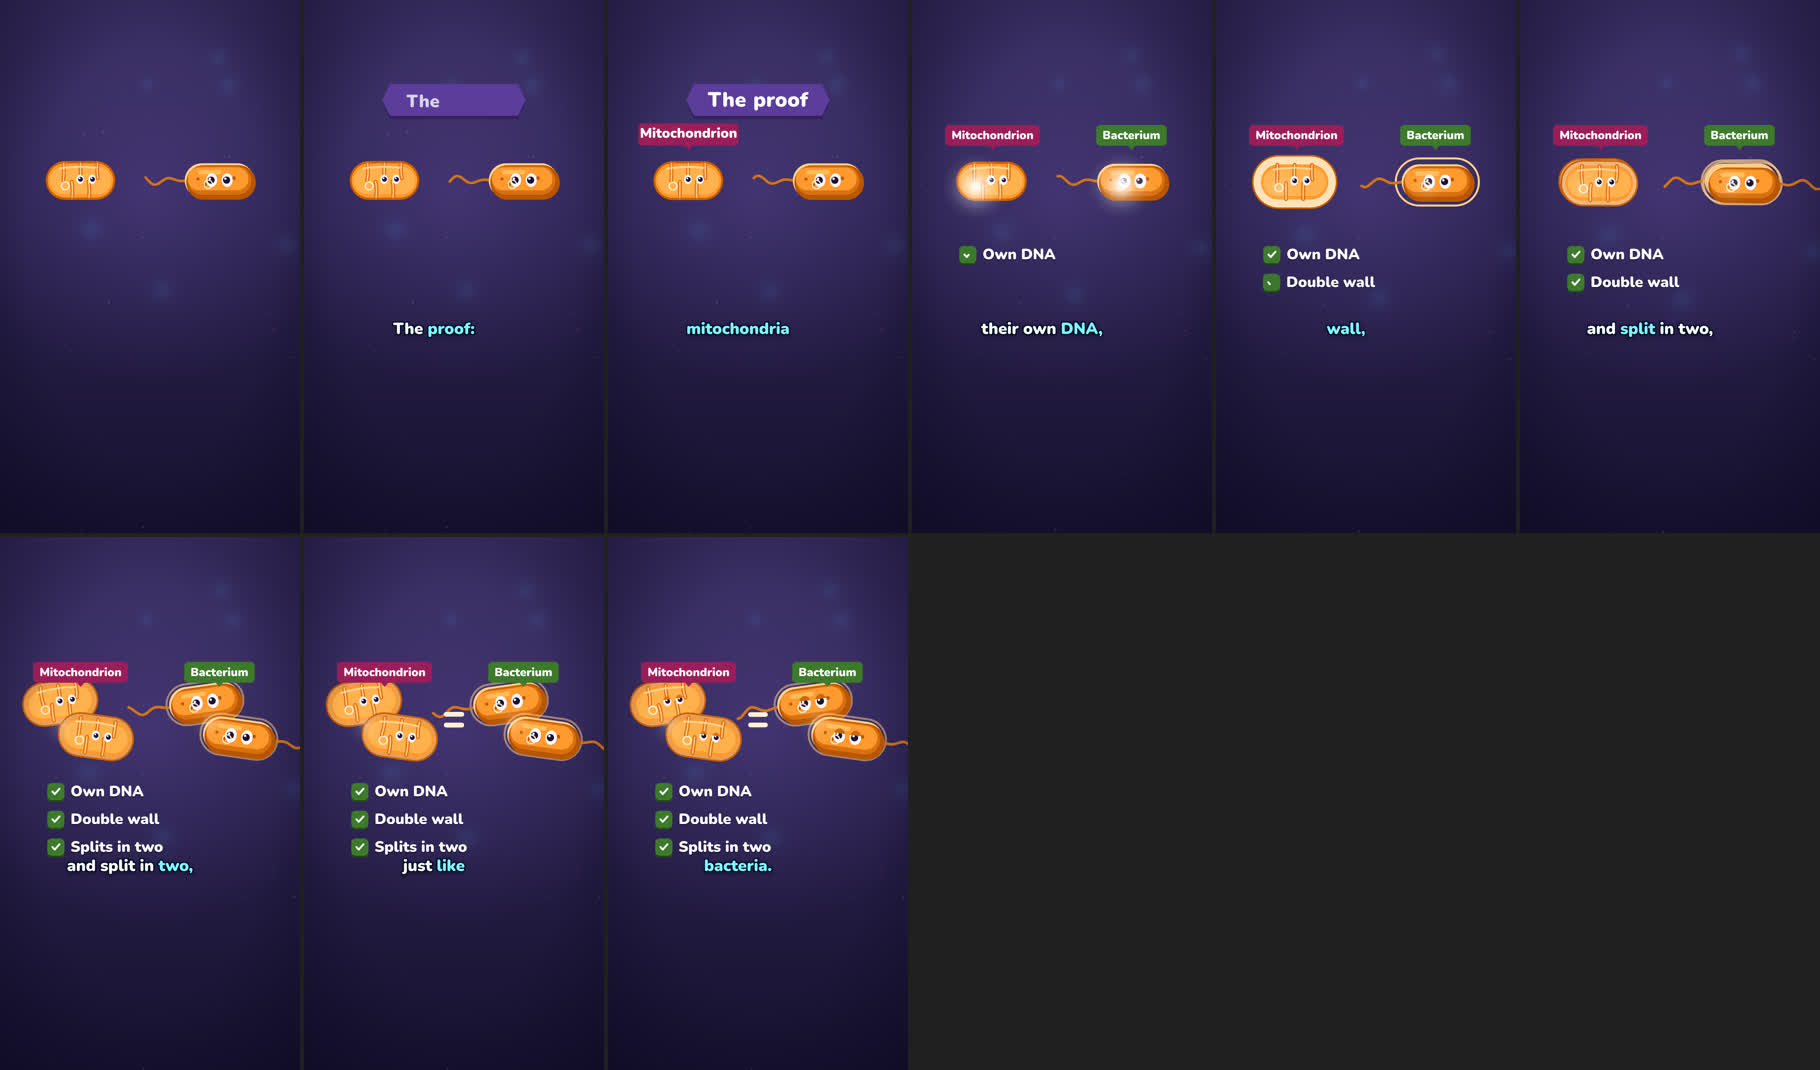 The
The proof:
The proof
Mitochondrion
mitochondria
Mitochondrion
Bacterium
Own DNA
their own DNA,
Mitochondrion
Bacterium
Own DNA
Double wall
wall,
Mitochondrion
Bacterium
Own DNA
Double wall
and split in two,
Mitochondrion
Bacterium
Own DNA
Double wall
Splits in two
and split in two,
Mitochondrion
Bacterium
=
Own DNA
Double wall
Splits in two
just like
Mitochondrion
Bacterium
=
Own DNA
Double wall
Splits in two
bacteria.